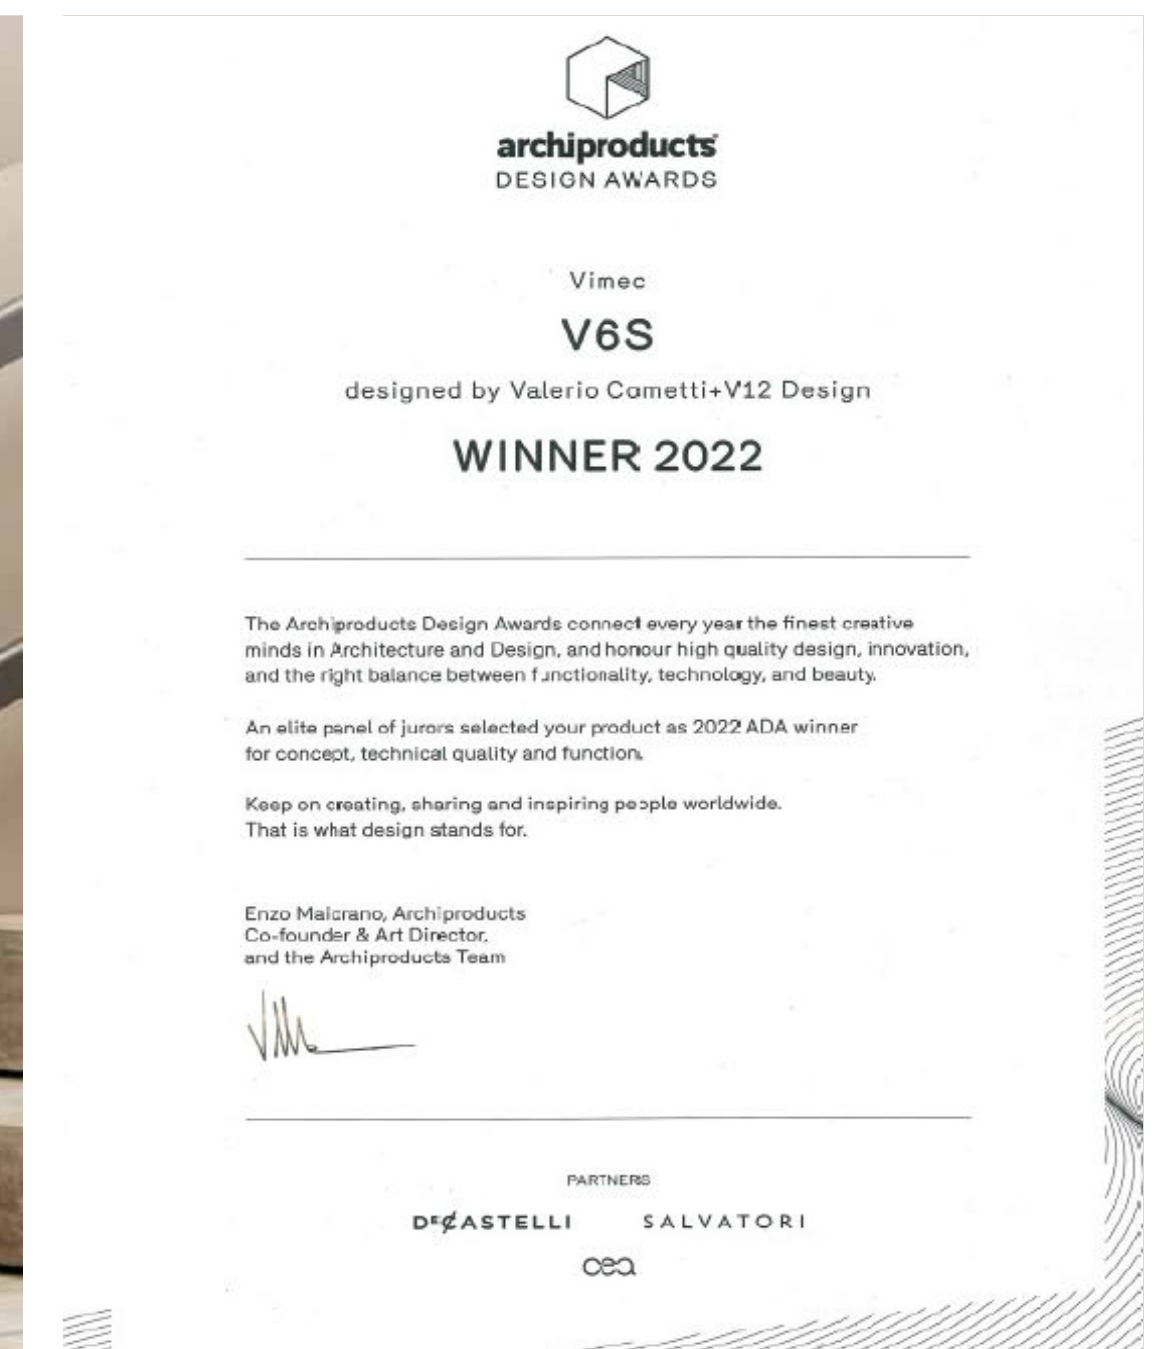 archiproducts
DESIGN AWARDS
Vimec
V6S
designed by Valerio Cometti+V12 Design
WINNER 2022
The Archiproducts Design Awards connect every year the finest creative
minds in Architecture and Design, and honour high quality design, innovation,
and the right balance between functionality, technology, and beauty.
An elite panel of jurors selected your product as 2022 ADA winner
for concept, technical quality and function.
Keep on creating, sharing and inspiring people worldwide.
That is what design stands for.
Enzo Maiorano, Archiproducts
Co-founder & Art Director,
and the Archiproducts Team
PARTNERS
DECASTELLI SALVATORI
cea